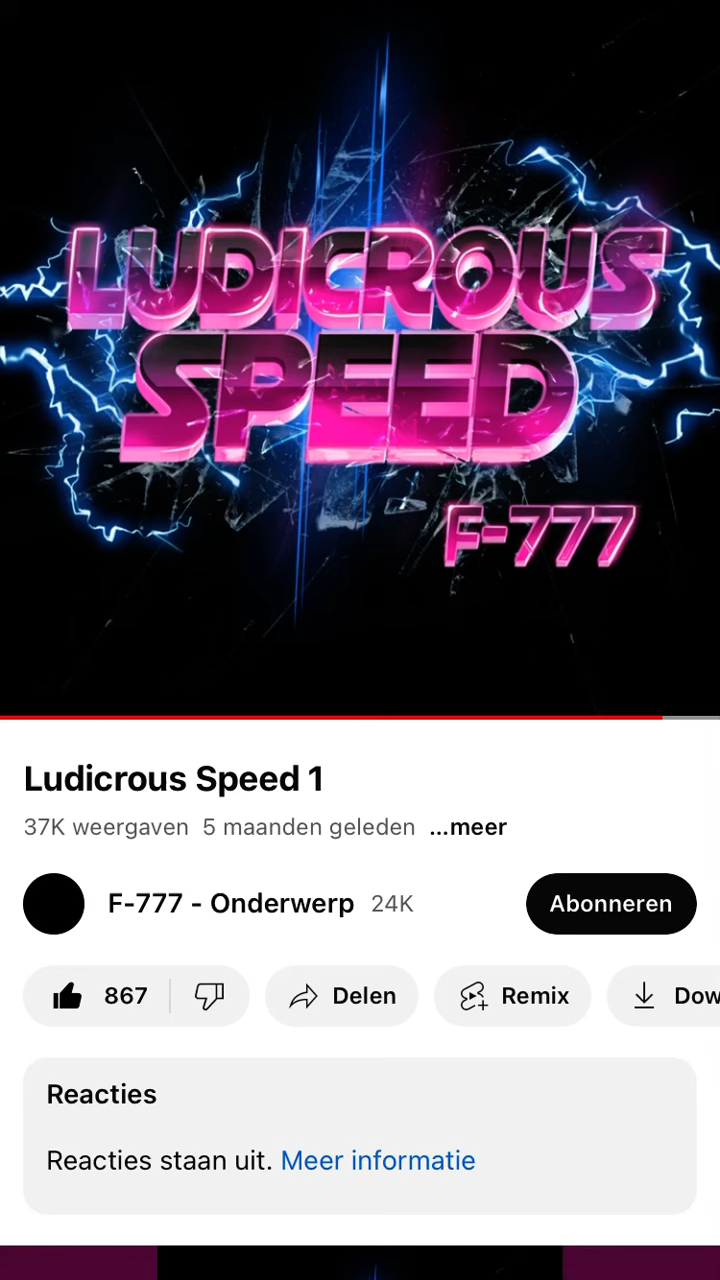 LUDICROUS
SPEED
F-777
Ludicrous Speed 1
37K weergaven 5 maanden geleden ...meer
F-777 - Onderwerp 24K Abonneren
867 Delen Remix Dow
Reacties
Reacties staan uit. Meer informatie